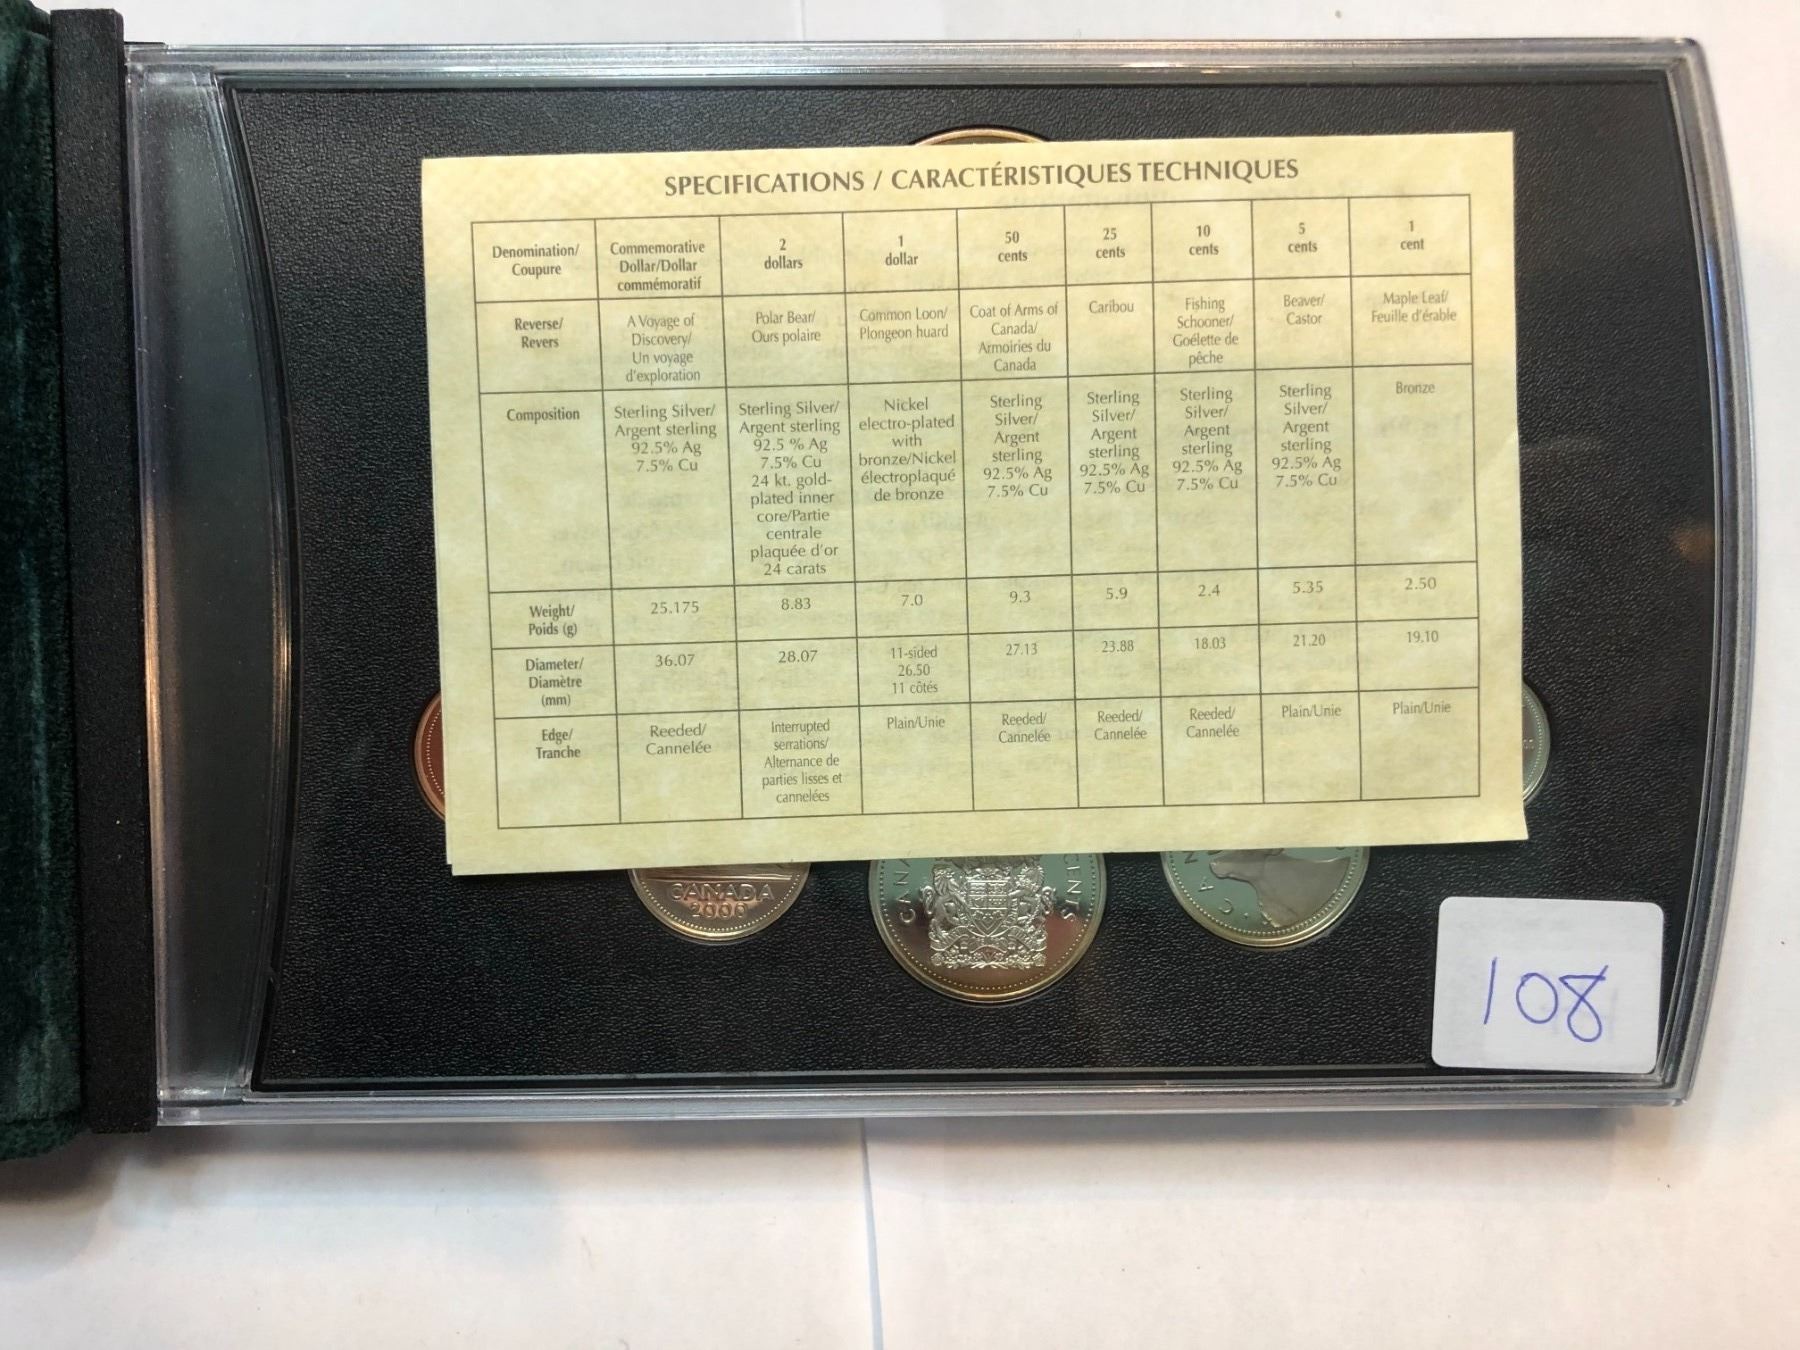 SPECIFICATIONS / CARACTÉRISTIQUES TECHNIQUES
Denomination/
Coupure
Commemorative
Dollar/Dollar
commémoratif
2
dollars
1
dollar
50
cents
25
cents
10
cents
5
cents
1
cent
Reverse/
Revers
A Voyage of
Discovery/
Un voyage
d'exploration
Polar Bear/
Ours polaire
Common Loon/
Plongeon huard
Coat of Arms of
Canada/
Armoiries du
Canada
Caribou
Fishing
Schooner/
Goélette de
pêche
Beaver/
Castor
Maple Leaf/
Feuille d'érable
Composition
Sterling Silver/
Argent sterling
92.5% Ag
7.5% Cu
Sterling Silver/
Argent sterling
92.5 % Ag
7.5% Cu
24 kt. gold-
plated inner
core/Partie
centrale
plaquée d'or
24 carats
Nickel
electro-plated
with
bronze/Nickel
électroplaqué
de bronze
Sterling
Silver/
Argent
sterling
92.5% Ag
7.5% Cu
Sterling
Silver/
Argent
sterling
92.5% Ag
7.5% Cu
Sterling
Silver/
Argent
sterling
92.5% Ag
7.5% Cu
Sterling
Silver/
Argent
sterling
92.5% Ag
7.5% Cu
Bronze
Weight/
Poids (g)
25.175
8.83
7.0
9.3
5.9
2.4
5.35
2.50
Diameter/
Diamètre
(mm)
36.07
28.07
11-sided
26.50
11 côtés
27.13
23.88
18.03
21.20
19.10
Edge/
Tranche
Reeded/
Cannelée
Interrupted
serrations/
Alternance de
parties lisses et
cannelées
Plain/Unie
Reeded/
Cannelée
Reeded/
Cannelée
Reeded/
Cannelée
Plain/Unie
Plain/Unie
CANADA
2000
CANA
CENTS
CAN
108